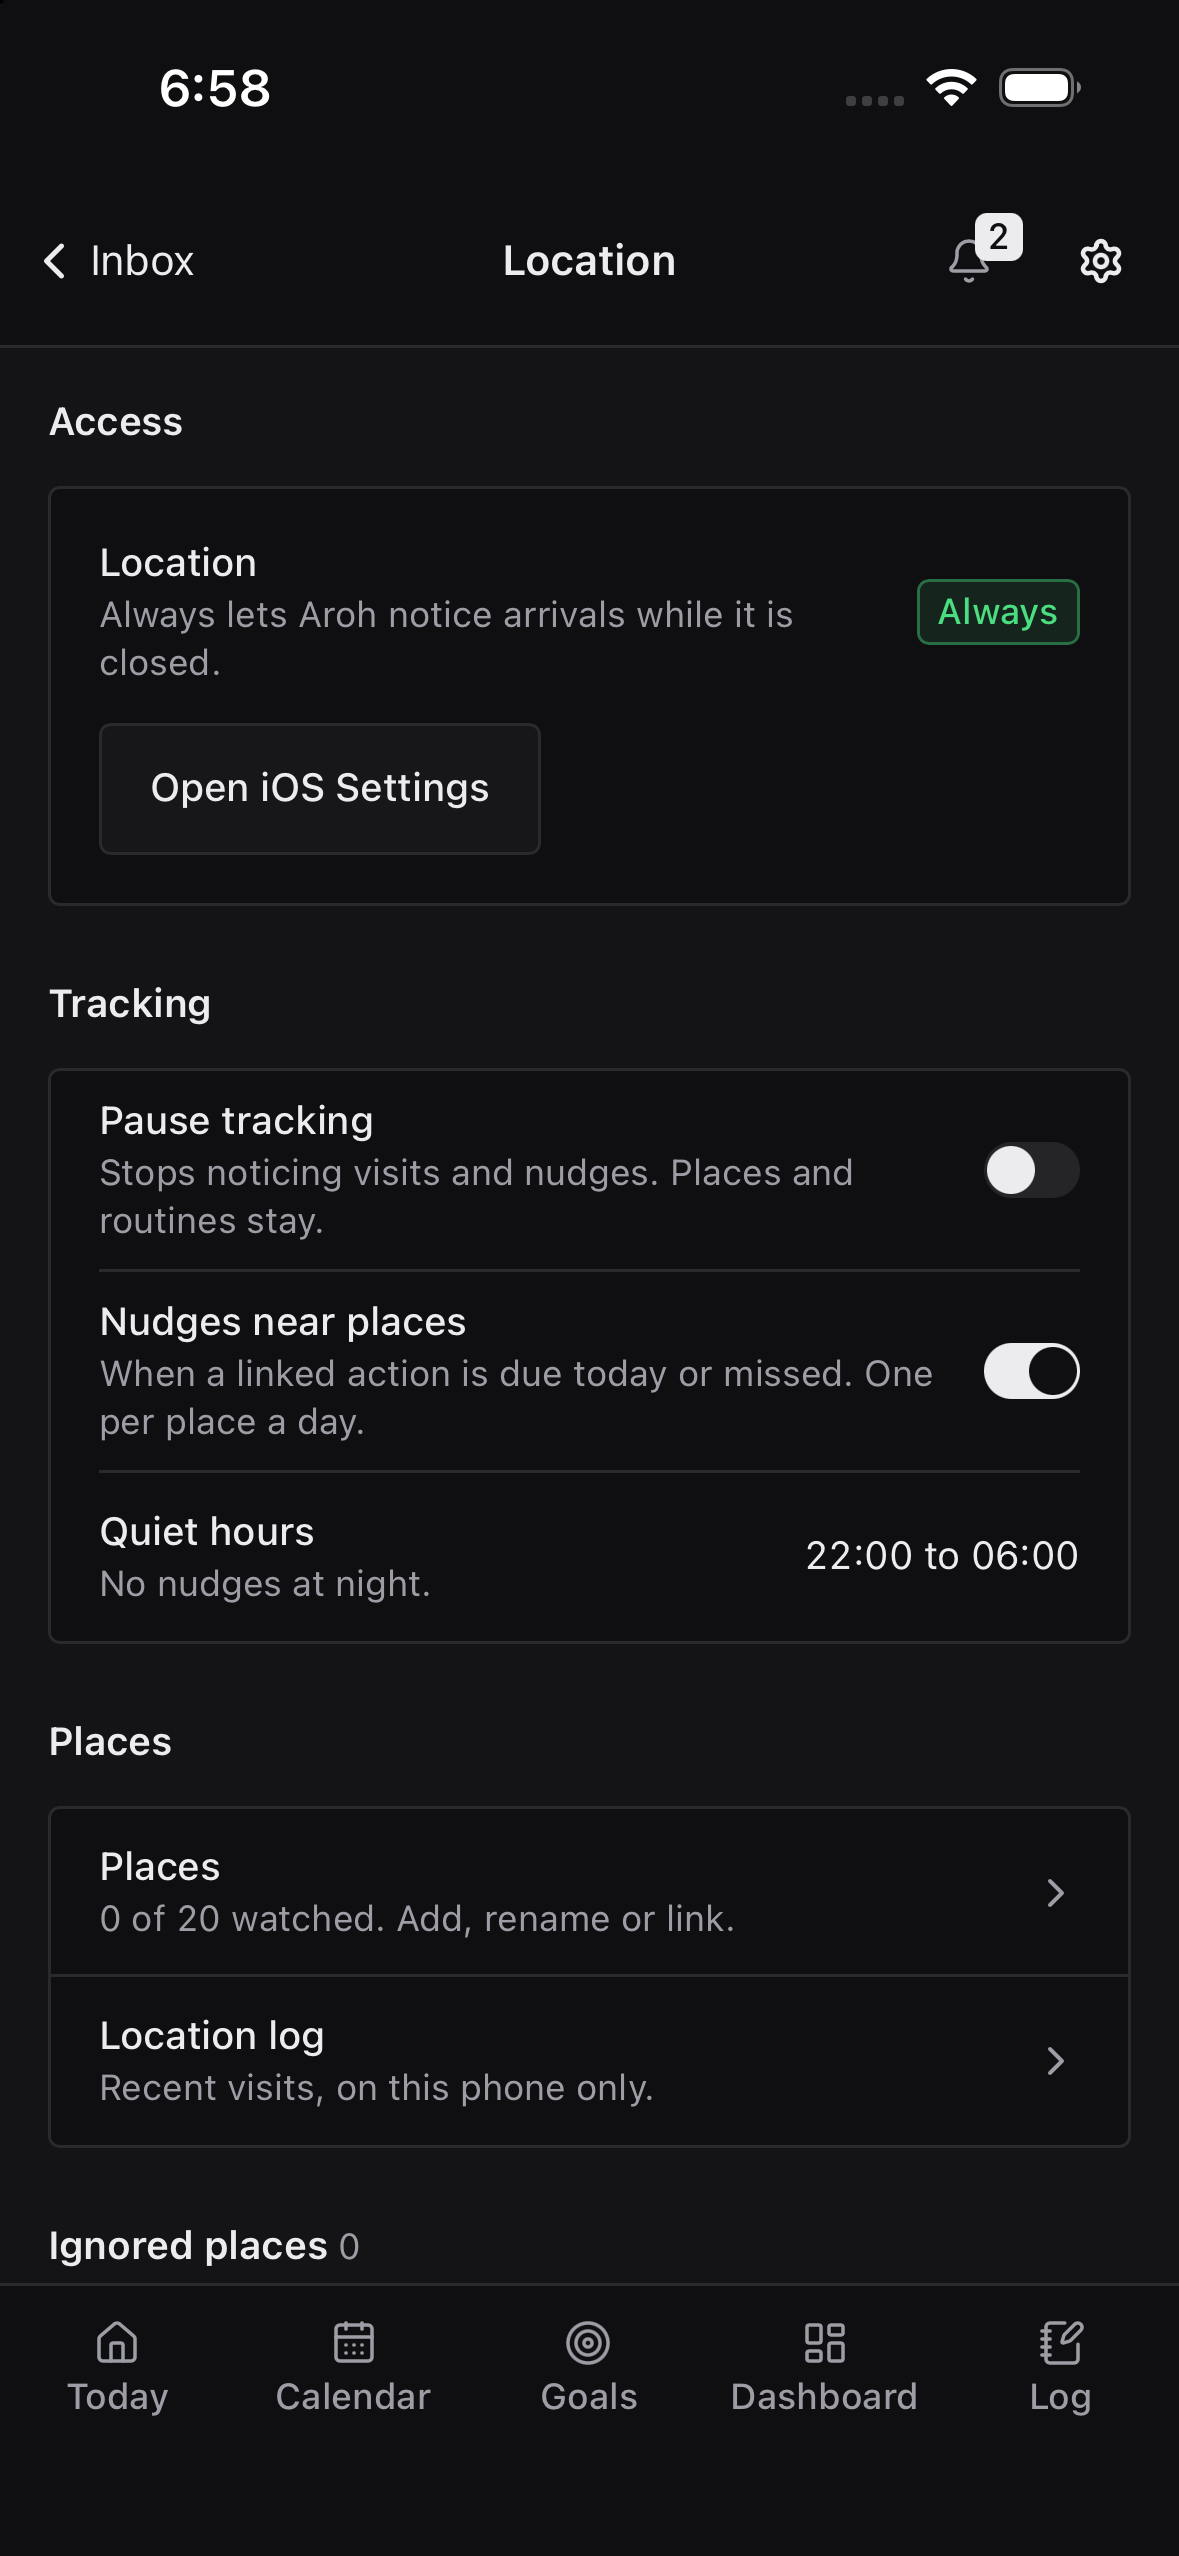 6:58
Inbox
Location
2
Access
Location
Always lets Aroh notice arrivals while it is
closed.
Always
Open iOS Settings
Tracking
Pause tracking
Stops noticing visits and nudges. Places and
routines stay.
Nudges near places
When a linked action is due today or missed. One
per place a day.
Quiet hours
No nudges at night.
22:00 to 06:00
Places
Places
0 of 20 watched. Add, rename or link.
Location log
Recent visits, on this phone only.
Ignored places 0
Today
Calendar
Goals
Dashboard
Log